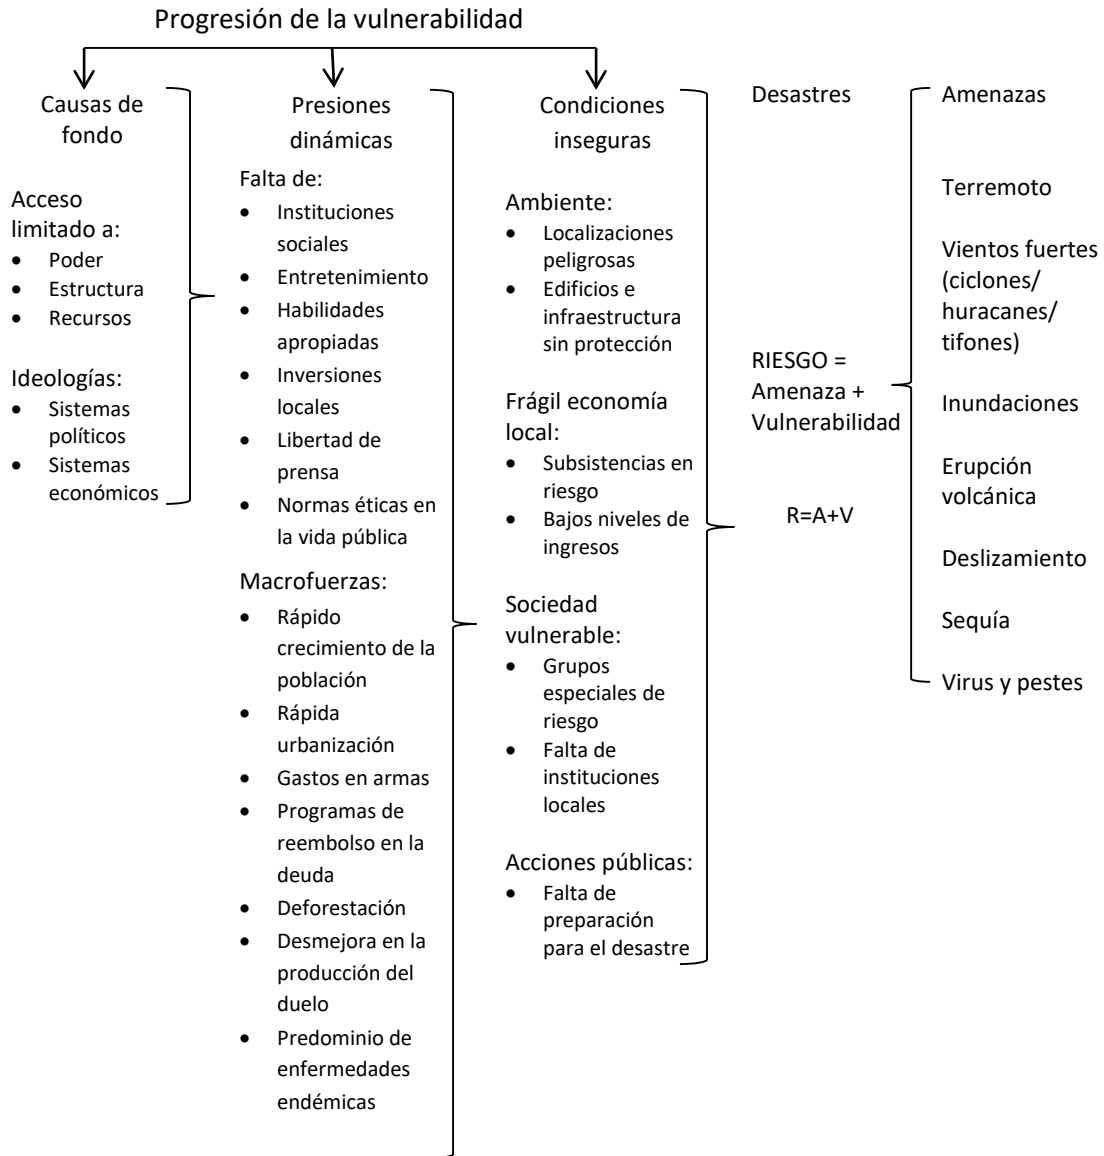 Progresión de la vulnerabilidad
Causas de
fondo
Acceso
limitado a:
• Poder
• Estructura
• Recursos
Ideologías:
• Sistemas
políticos
• Sistemas
económicos
Presiones
dinámicas
Falta de:
• Instituciones
sociales
• Entretenimiento
• Habilidades
apropiadas
• Inversiones
locales
• Libertad de
prensa
• Normas éticas en
la vida pública
Macrofuerzas:
• Rápido
crecimiento de la
población
• Rápida
urbanización
• Gastos en armas
• Programas de
reembolso en la
deuda
• Deforestación
• Desmejora en la
producción del
duelo
• Predominio de
enfermedades
endémicas
Condiciones
inseguras
Ambiente:
• Localizaciones
peligrosas
• Edificios e
infraestructura
sin protección
Frágil economía
local:
• Subsistencias en
riesgo
• Bajos niveles de
ingresos
Sociedad
vulnerable:
• Grupos
especiales de
riesgo
• Falta de
instituciones
locales
Acciones públicas:
• Falta de
preparación
para el desastre
Desastres
RIESGO =
Amenaza +
Vulnerabilidad
R=A+V
Amenazas
Terremoto
Vientos fuertes
(ciclones/
huracanes/
tifones)
Inundaciones
Erupción
volcánica
Deslizamiento
Sequía
Virus y pestes